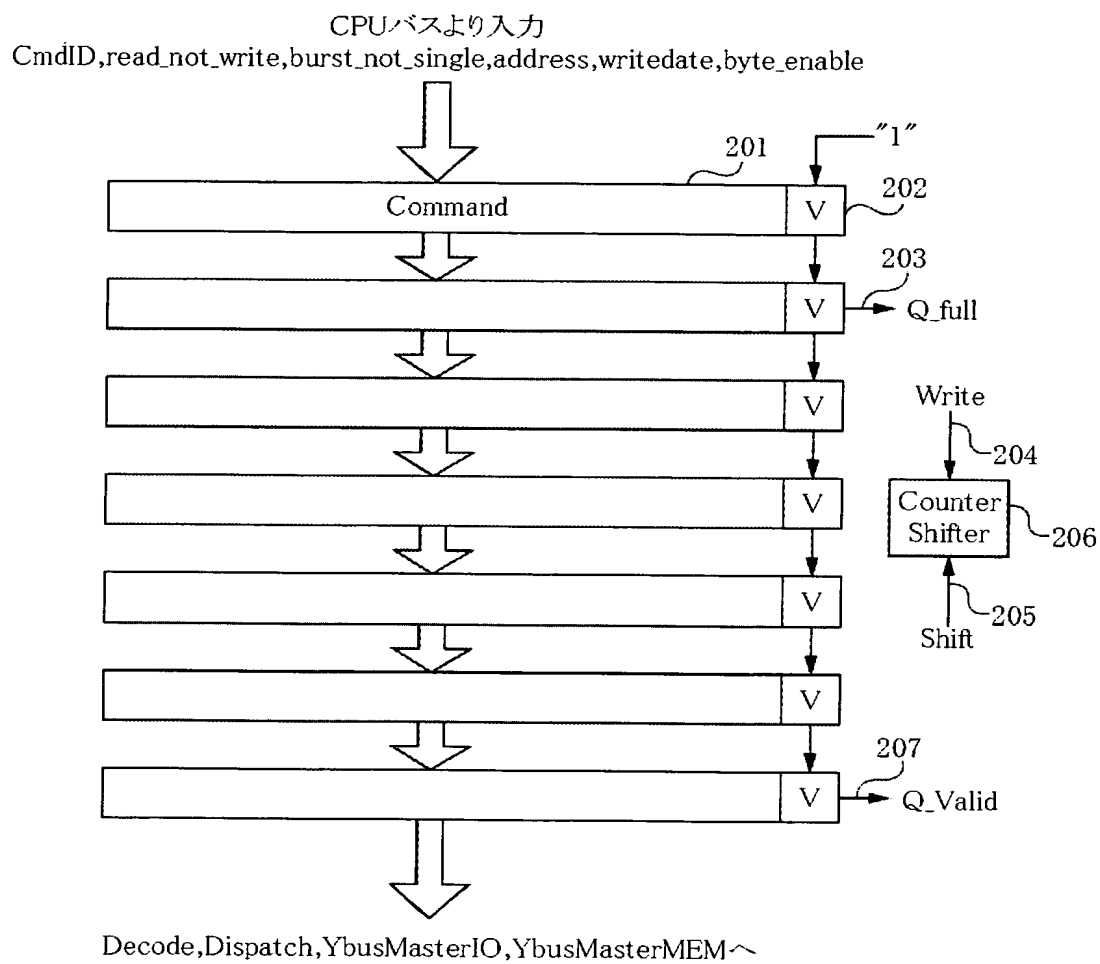 CPUバスより入力
CmdID,read_not_write,burst_not_single,address,writedate,byte_enable
"1"
201
Command
V
202
203
V
Q_full
V
Write
204
V
Counter
Shifter
206
V
205
Shift
V
207
V
Q_Valid
Decode,Dispatch,YbusMasterIO,YbusMasterMEMへ